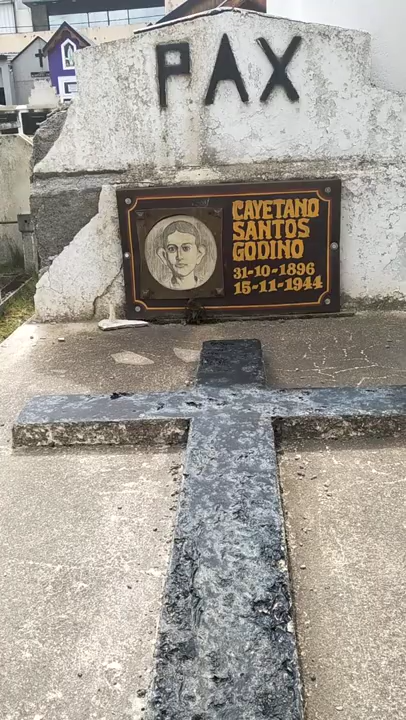 PAX
CAYETANO
SANTOS
GODINO
31-10-1896
15-11-1944